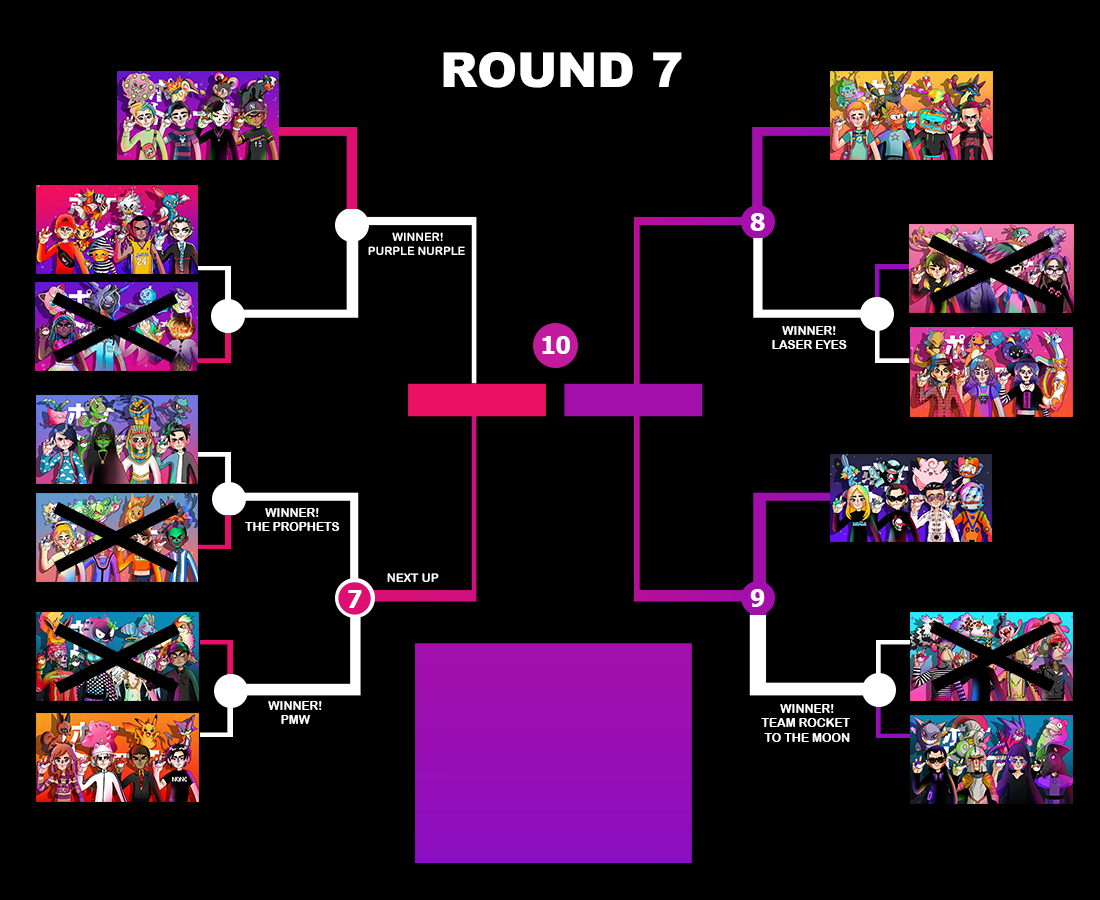 ROUND 7
WINNER!
PURPLE NURPLE
8
WINNER!
LASER EYES
10
24
WINNER!
THE PROPHETS
NEXT UP
7
9
WINNER!
PMW
WINNER!
TEAM ROCKET
TO THE MOON